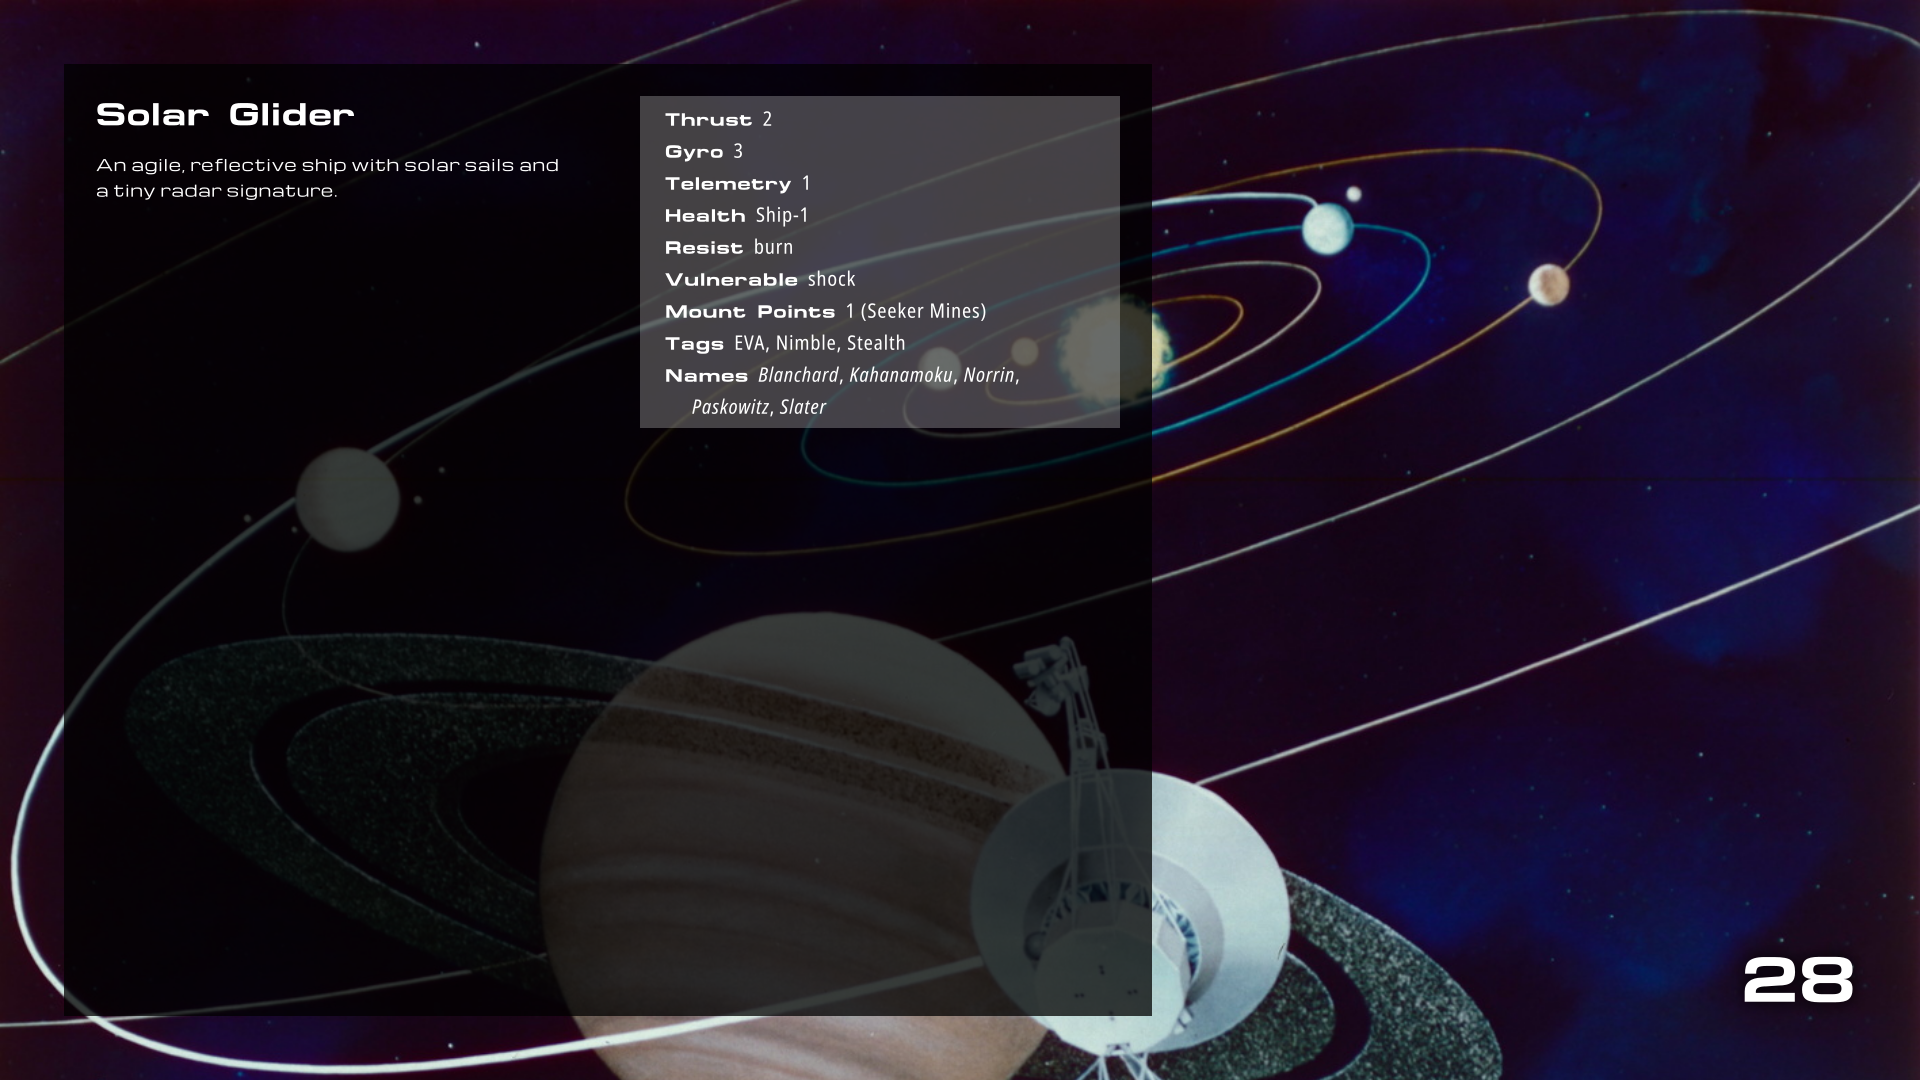 Solar Glider
An agile, reflective ship with solar sails and
a tiny radar signature.
Thrust 2
Gyro 3
Telemetry 1
Health Ship-1
Resist burn
Vulnerable shock
Mount Points 1 (Seeker Mines)
Tags EVA, Nimble, Stealth
Names Blanchard, Kahanamoku, Norrin,
Paskowitz, Slater
28